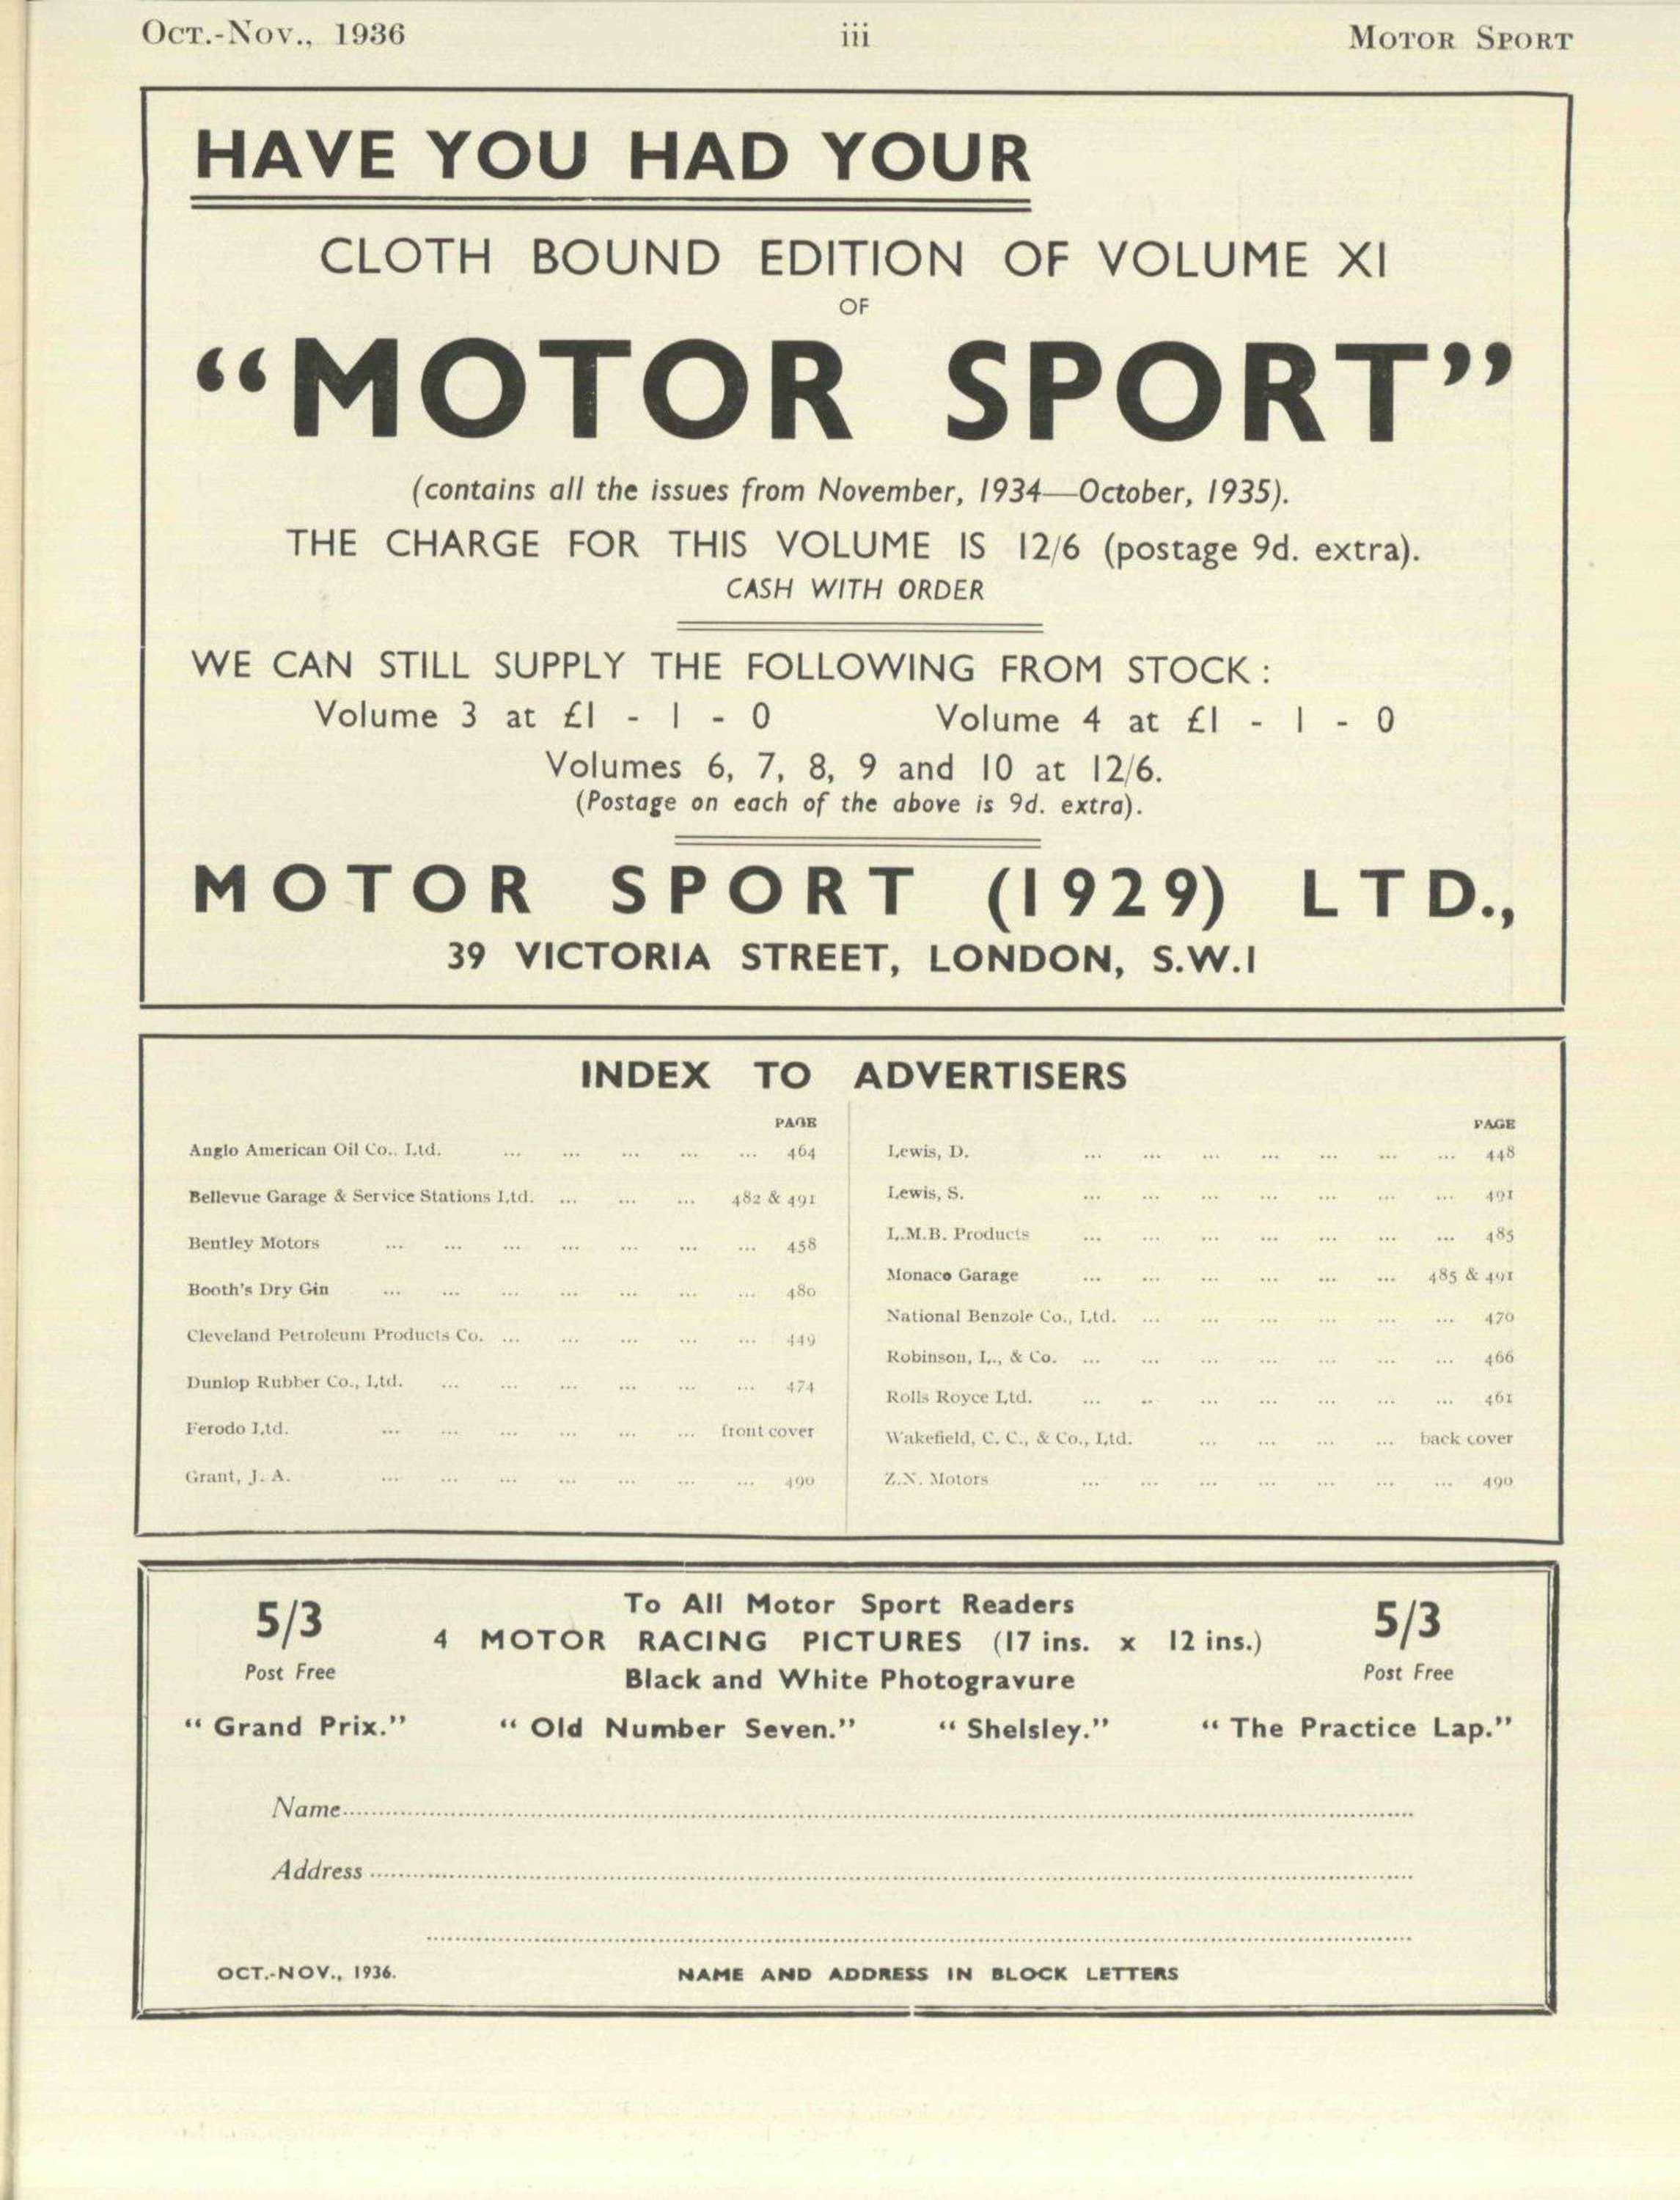 OCT.-NOV., 1936 iii MOTOR SPORT
HAVE YOU HAD YOUR
CLOTH BOUND EDITION OF VOLUME XI
OF
“MOTOR SPORT”
(contains all the issues from November, 1934—October, 1935).
THE CHARGE FOR THIS VOLUME IS 12/6 (postage 9d. extra).
CASH WITH ORDER
WE CAN STILL SUPPLY THE FOLLOWING FROM STOCK:
Volume 3 at £1 - 1 - 0 Volume 4 at £1 - 1 - 0
Volumes 6, 7, 8, 9 and 10 at 12/6.
(Postage on each of the above is 9d. extra).
MOTOR SPORT (1929) LTD.,
39 VICTORIA STREET, LONDON, S.W.1
INDEX TO ADVERTISERS
PAGE
Anglo American Oil Co., Ltd. ... ... ... ... ... 464
Bellevue Garage & Service Stations Ltd. ... ... ... 482 & 491
Bentley Motors ... ... ... ... ... ... ... 458
Booth's Dry Gin ... ... ... ... ... ... ... 480
Cleveland Petroleum Products Co. ... ... ... ... ... 449
Dunlop Rubber Co., Ltd. ... ... ... ... ... ... 474
Ferodo Ltd. ... ... ... ... ... ... front cover
Grant, J. A. ... ... ... ... ... ... ... 490
PAGE
Lewis, D. ... ... ... ... ... ... ... 448
Lewis, S. ... ... ... ... ... ... ... 491
L.M.B. Products ... ... ... ... ... ... ... 485
Monaco Garage ... ... ... ... ... ... 485 & 491
National Benzole Co., Ltd. ... ... ... ... ... ... 470
Robinson, L., & Co. ... ... ... ... ... ... ... 466
Rolls Royce Ltd. ... .. ... ... ... ... ... 461
Wakefield, C. C., & Co., Ltd. ... ... ... ... back cover
Z.N. Motors ... ... ... ... ... ... ... 490
5/3 To All Motor Sport Readers 5/3
4 MOTOR RACING PICTURES (17 ins. x 12 ins.)
Post Free Black and White Photogravure Post Free
“ Grand Prix.” “ Old Number Seven.” “ Shelsley.” “ The Practice Lap.”
Name
Address
OCT.-NOV., 1936. NAME AND ADDRESS IN BLOCK LETTERS